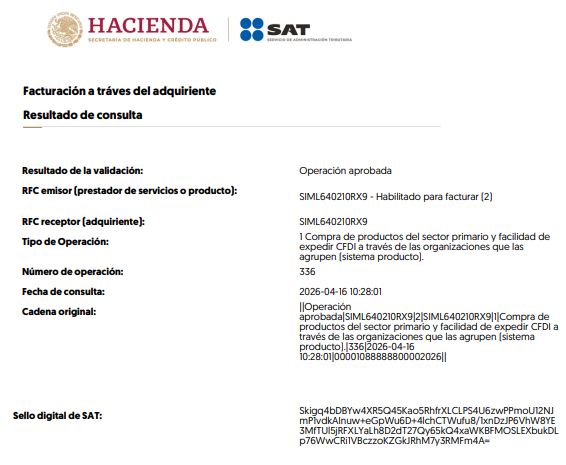 HACIENDA
SECRETARÍA DE HACIENDA Y CRÉDITO PÚBLICO
SAT
SERVICIO DE ADMINISTRACIÓN TRIBUTARIA
Facturación a tráves del adquiriente
Resultado de consulta
Resultado de la validación: Operación aprobada
RFC emisor (prestador de servicios o producto): SIML640210RX9 - Habilitado para facturar (2)
RFC receptor (adquiriente): SIML640210RX9
Tipo de Operación: 1 Compra de productos del sector primario y facilidad de
expedir CFDI a través de las organizaciones que las
agrupen (sistema producto).
Número de operación: 336
Fecha de consulta: 2026-04-16 10:28:01
Cadena original: ||Operación
aprobada|SIML640210RX9|2|SIML640210RX9|1|Compra de
productos del sector primario y facilidad de expedir CFDI a
través de las organizaciones que las agrupen (sistema
producto).|336|2026-04-16
10:28:01|00001088888800002026||
Sello digital de SAT: Skigq4bDBYw4XR5Q45Kao5RhfrXLCLPS4U6zwPPmoU12NJ
mP1vdkAInuw+eGpWu6D+4lchCTWufu8/1xnDzJP6VhW8YE
3MfTUI5jRFXLYaLh8D2dT27Qy65kQ4xaWKBFMOSLEXbukDL
p76WwCRi1VBczzoKZGkJRhM7y3RMFm4A=